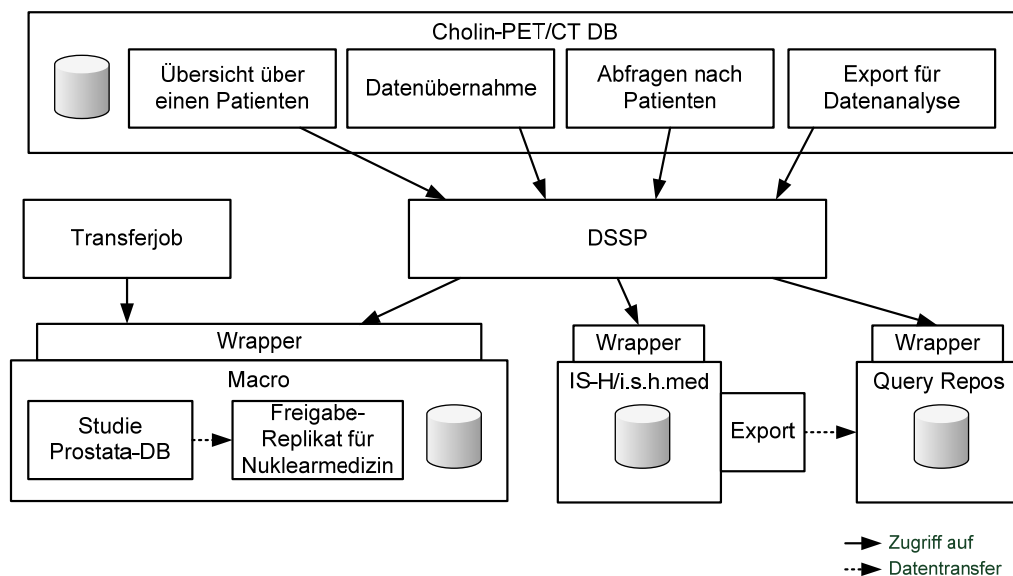 Cholin-PET/CT DB
Übersicht über
einen Patienten
Datenübernahme
Abfragen nach
Patienten
Export für
Datenanalyse
Transferjob
DSSP
Wrapper
Macro
Studie
Prostata-DB
Freigabe-
Replikat für
Nuklearmedizin
Wrapper
IS-H/i.s.h.med
Export
Wrapper
Query Repos
Zugriff auf
Datentransfer